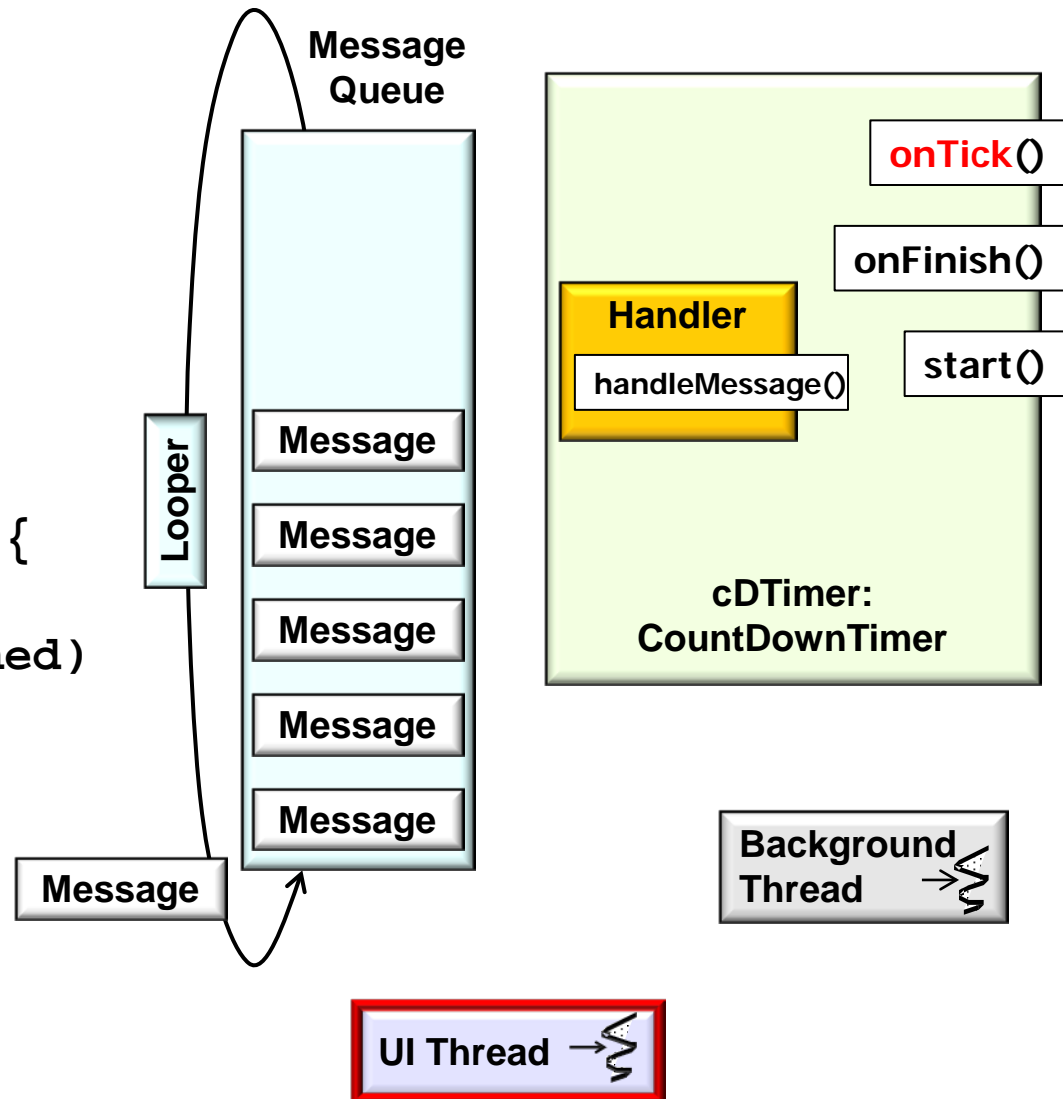 Message
Queue
onTick()
onFinish()
Handler
start()
handleMessage()
Message
Looper
Message
{
cDTimer:
CountDownTimer
Message
ed)
Message
Message
Background
Thread
Message
UI Thread